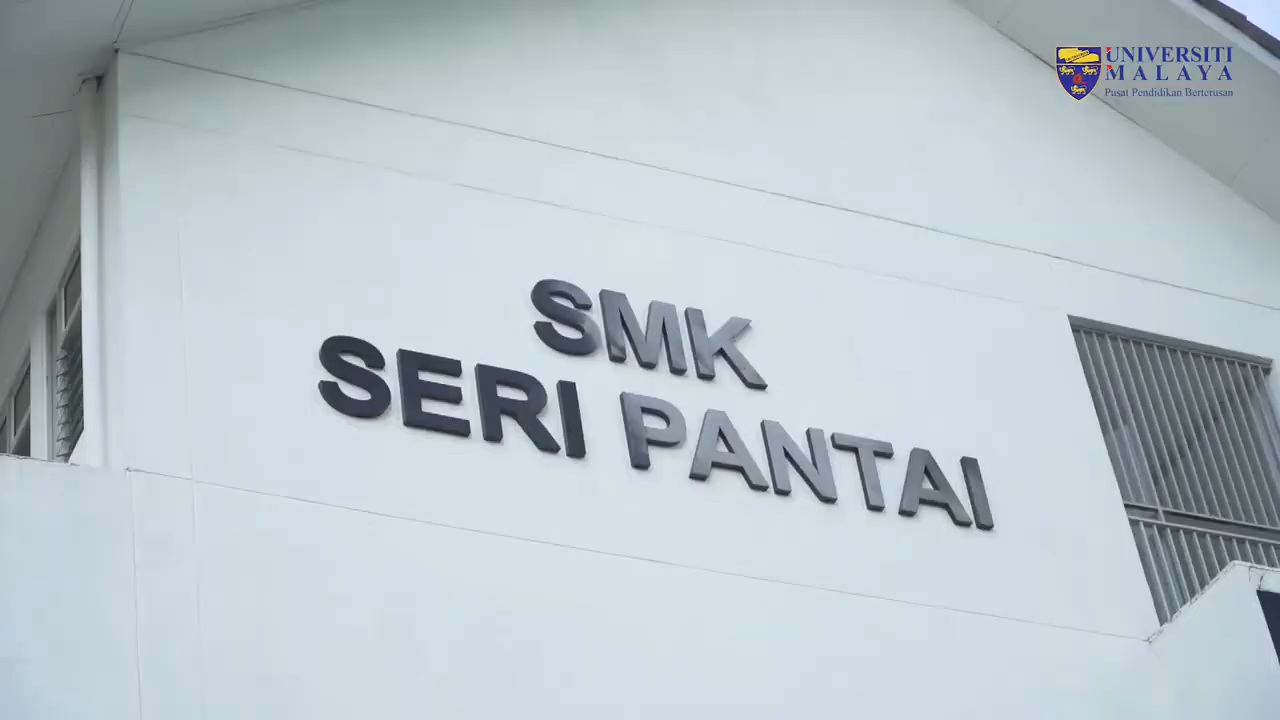 UNIVERSITI
MALAYA
Pusat Pendidikan Berterusan
SMK
SERI PANTAI